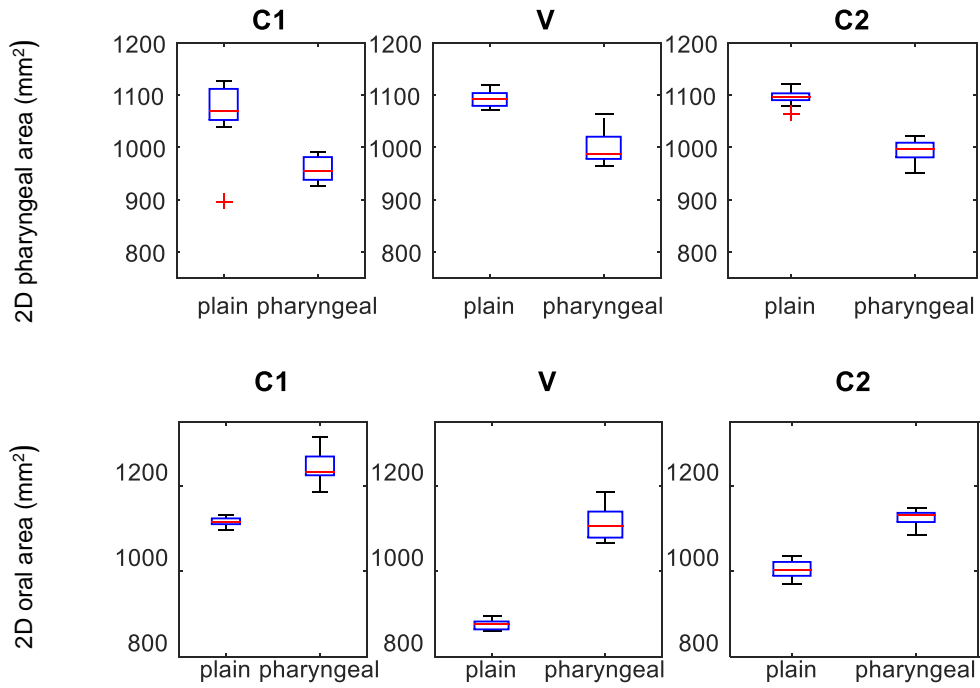 C1 V C2
2D pharyngeal area (mm²)
1200 1200 1200
1100 1100 1100
1000 1000 1000
900 900 900
800 800 800
plain pharyngeal plain pharyngeal plain pharyngeal
C1 V C2
2D oral area (mm²)
1200 1200 1200
1000 1000 1000
800 800 800
plain pharyngeal plain pharyngeal plain pharyngeal